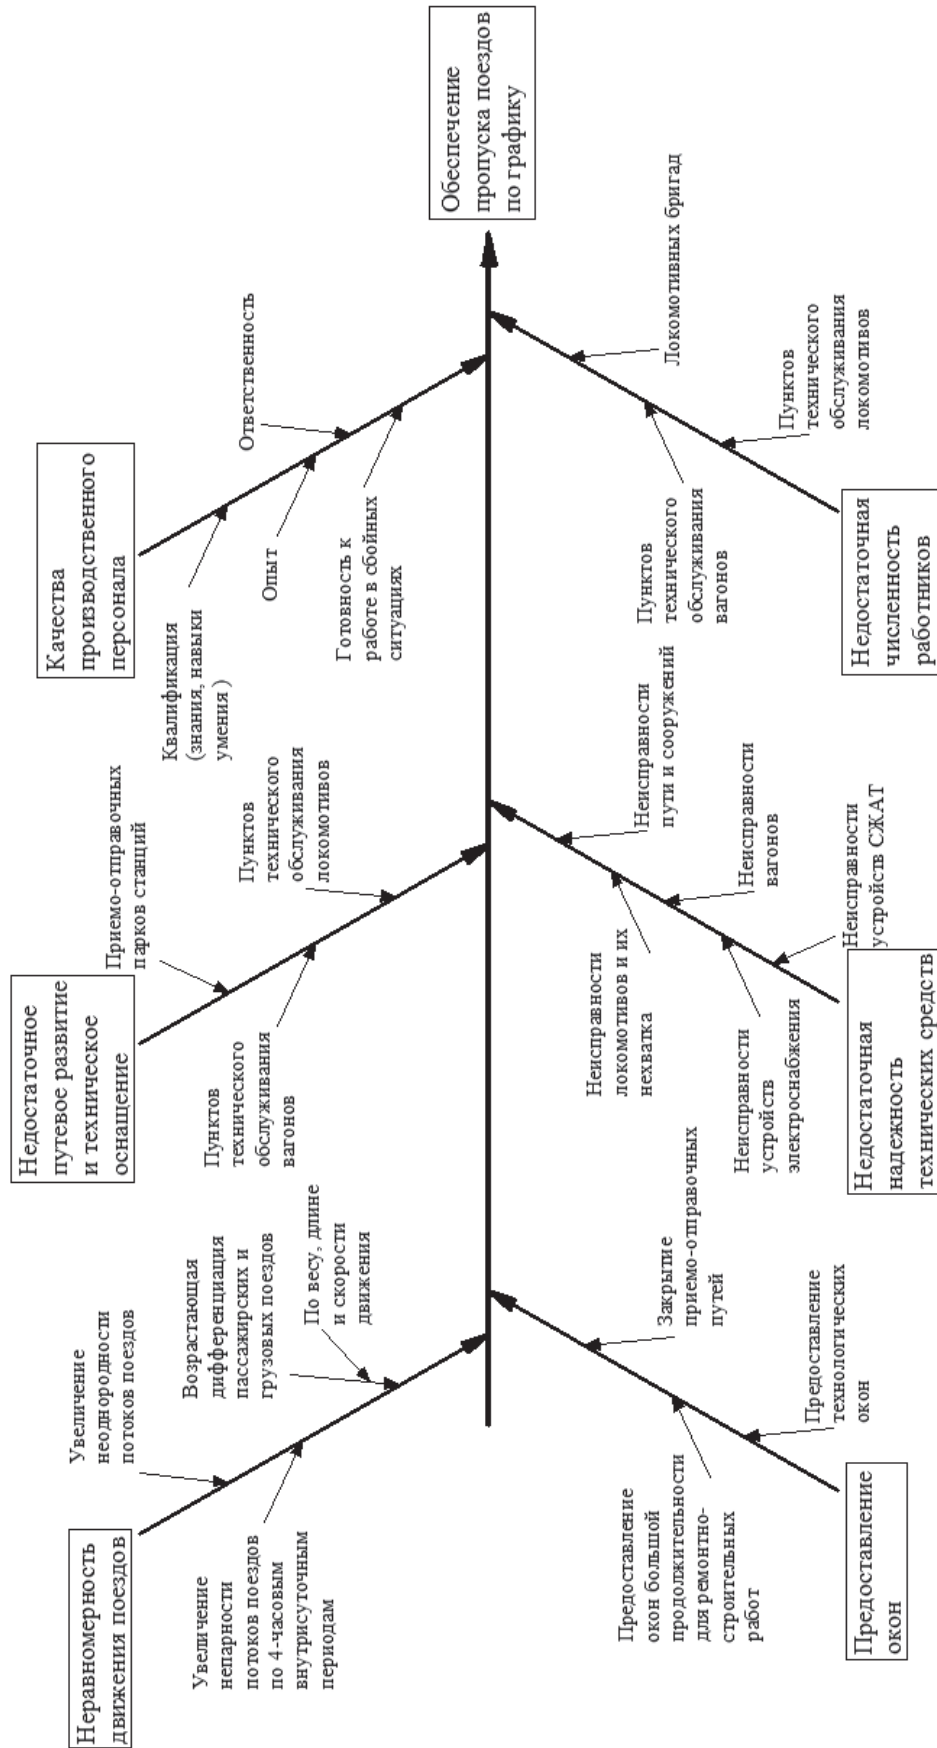 Неравномерность
движения поездов
Увеличение
неоднородности
потоков поездов
Увеличение
непарности
потоков поездов
по 4-часовым
внутрисуточным
периодам
Возрастающая
дифференциация
пассажирских и
грузовых поездов
По весу, длине
и скорости
движения
Недостаточное
путевое развитие
и техническое
оснащение
Приемо-отправочных
парков станций
Пунктов
технического
обслуживания
вагонов
Пунктов
технического
обслуживания
локомотивов
Качества
производственного
персонала
Квалификация
(знания, навыки
умения )
Опыт
Ответственность
Готовность к
работе в сбойных
ситуациях
Обеспечение
пропуска поездов
по графику
Предоставление
окон
Предоставление
окон большой
продолжительности
для ремонтно-
строительных
работ
Закрытие
приемо-отправочных
путей
Предоставление
технологических
окон
Недостаточная
надежность
технических средств
Неисправности
локомотивов и их
нехватка
Неисправности
устройств
электроснабжения
Неисправности
пути и сооружений
Неисправности
вагонов
Неисправности
устройств СЖАТ
Недостаточная
численность
работников
Пунктов
технического
обслуживания
вагонов
Локомотивных бригад
Пунктов
технического
обслуживания
локомотивов